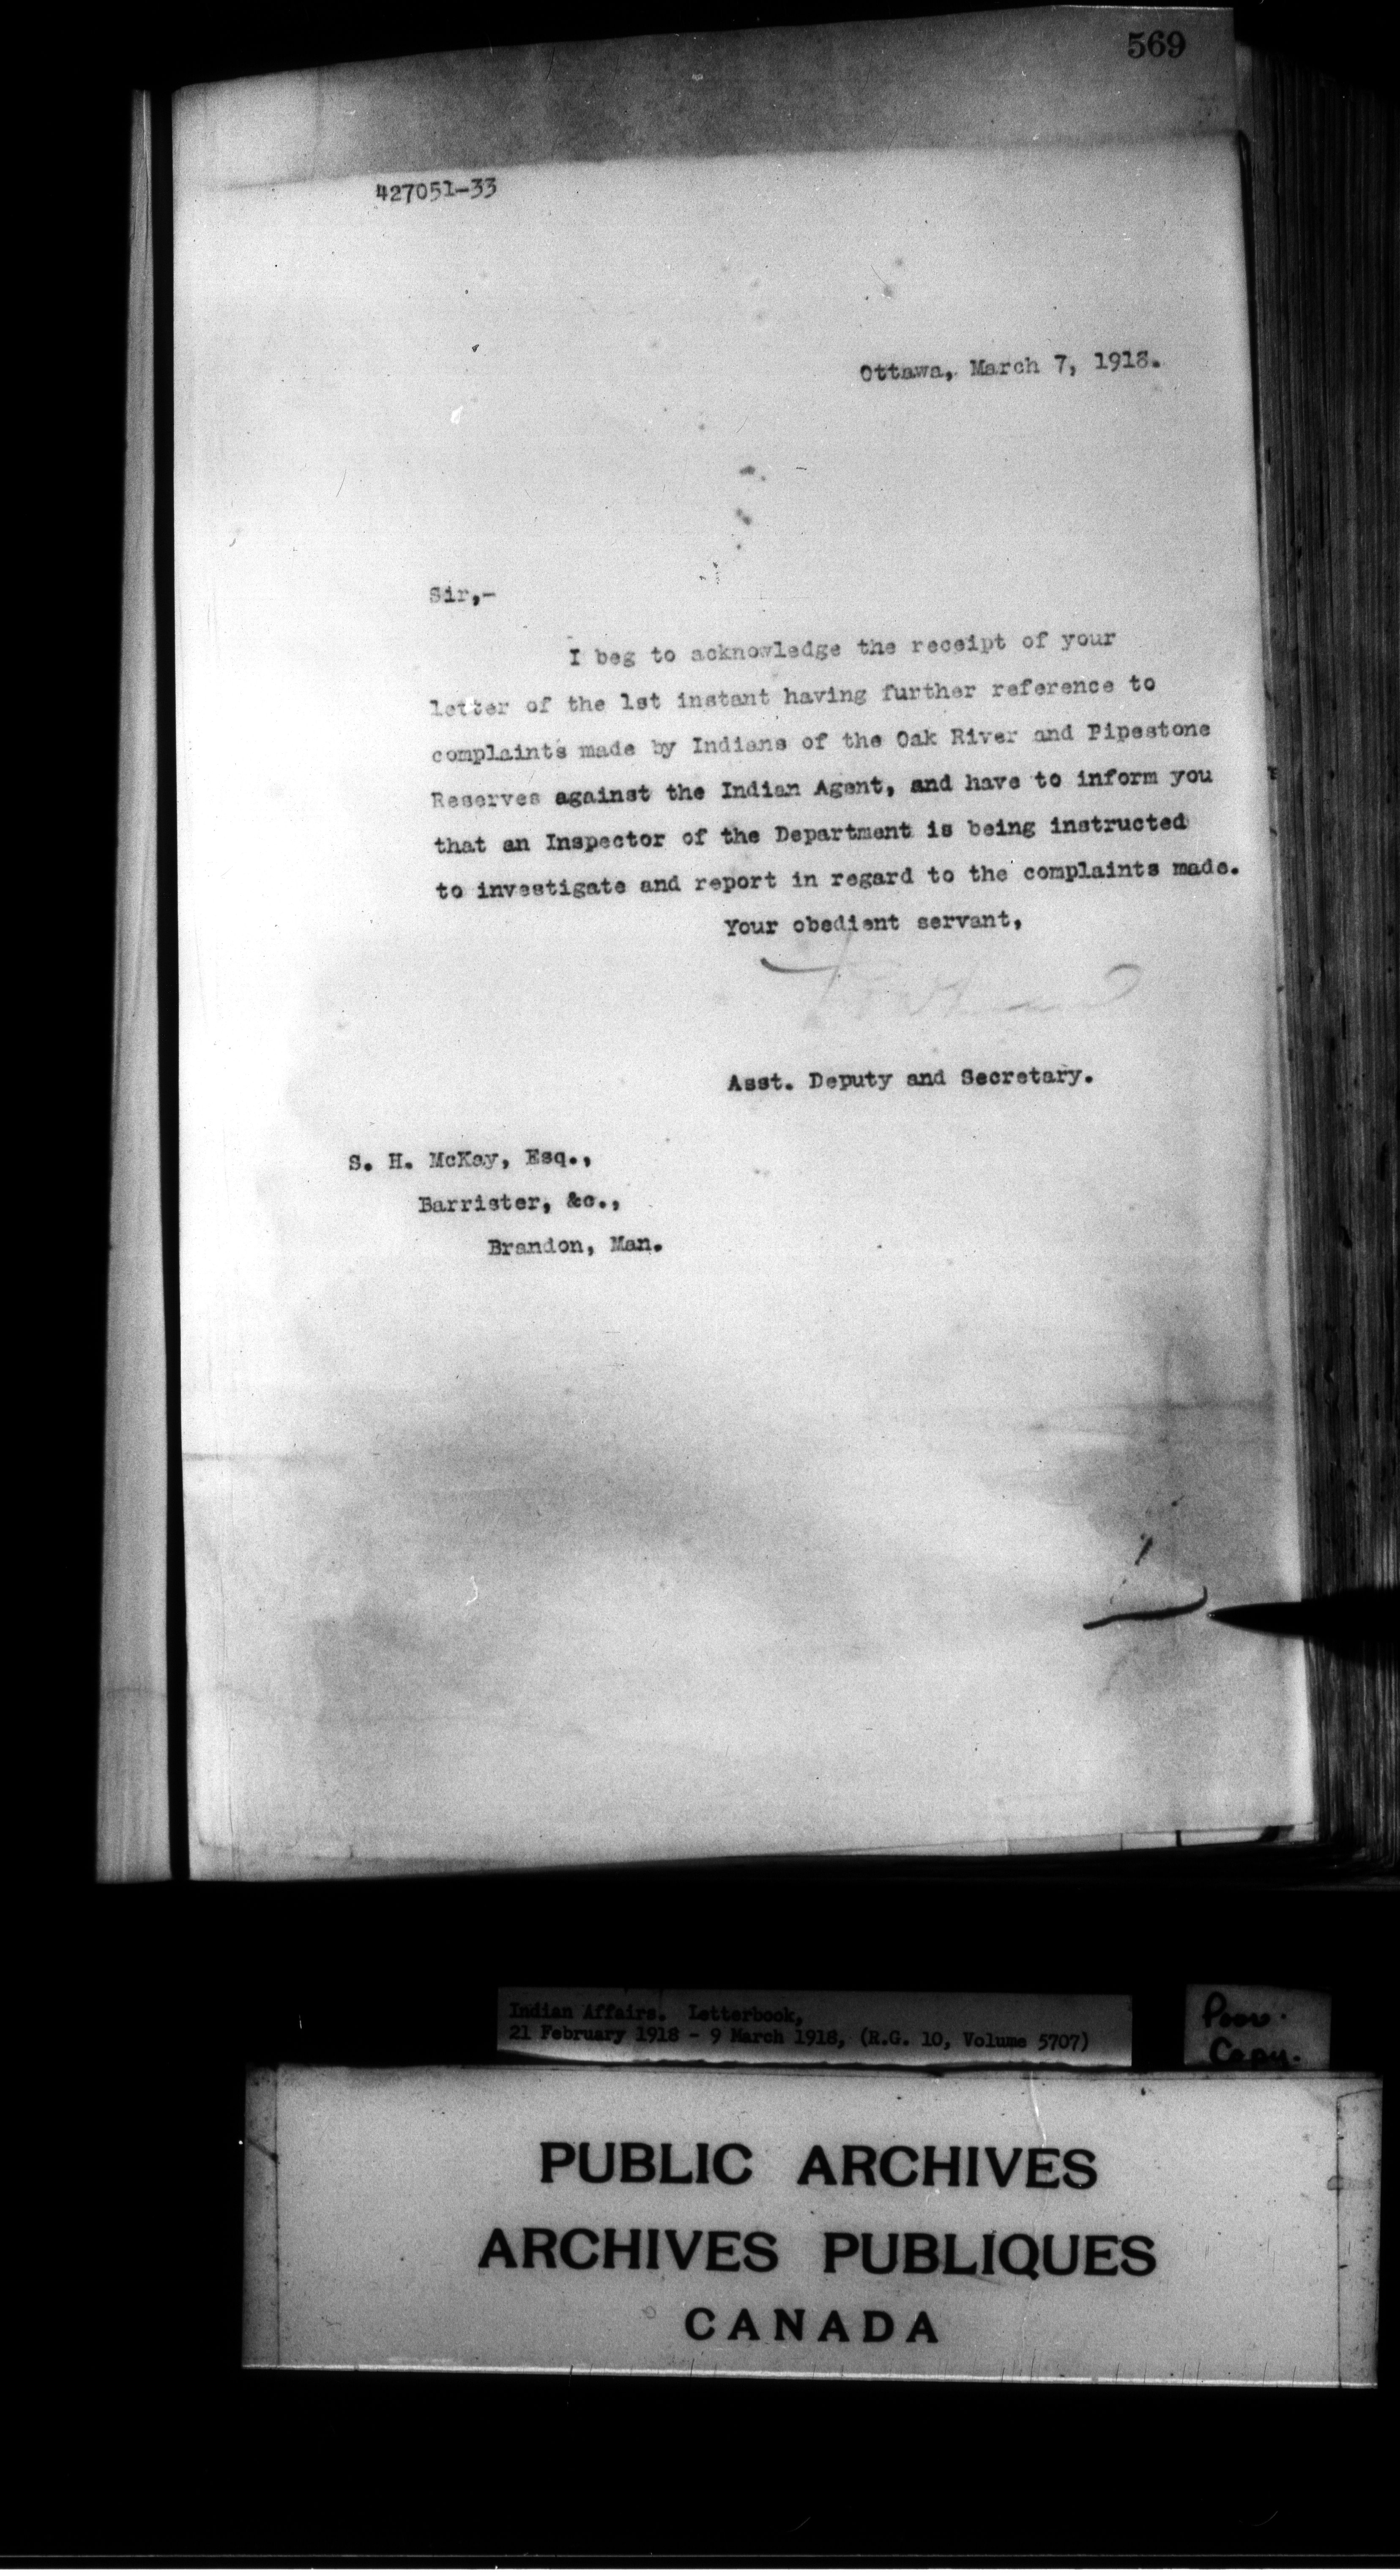 569
427051-33
Ottawa, March 7, 1918.
Sir,-
I beg to acknowledge the receipt of your
letter of the 1st instant having further reference to
complaints made by Indians of the Oak River and Pipestone
Reserves against the Indian Agent, and have to inform you
that an Inspector of the Department is being instructed
to investigate and report in regard to the complaints made.
Your obedient servant,
Asst. Deputy and Secretary.
S. H. McKay, Esq.,
Barrister, &c.,
Brandon, Man.
Indian Affairs. Letterbook,
21 February 1918 - 9 March 1918, (R.G. 10, Volume 5707)
Poor.
Copy.
PUBLIC ARCHIVES
ARCHIVES PUBLIQUES
CANADA